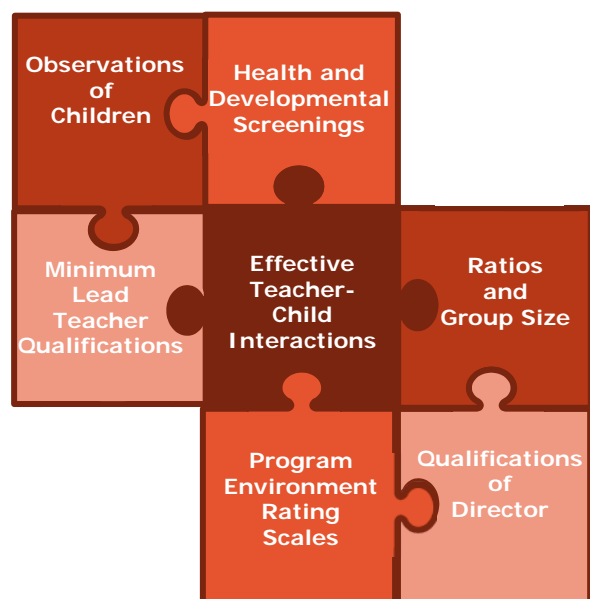 Observations
of
Children
Health and
Developmental
Screenings
Minimum
Lead
Teacher
Qualifications
Effective
Teacher-
Child
Interactions
Ratios
and
Group Size
Program
Environment
Rating
Scales
Qualifications
of
Director